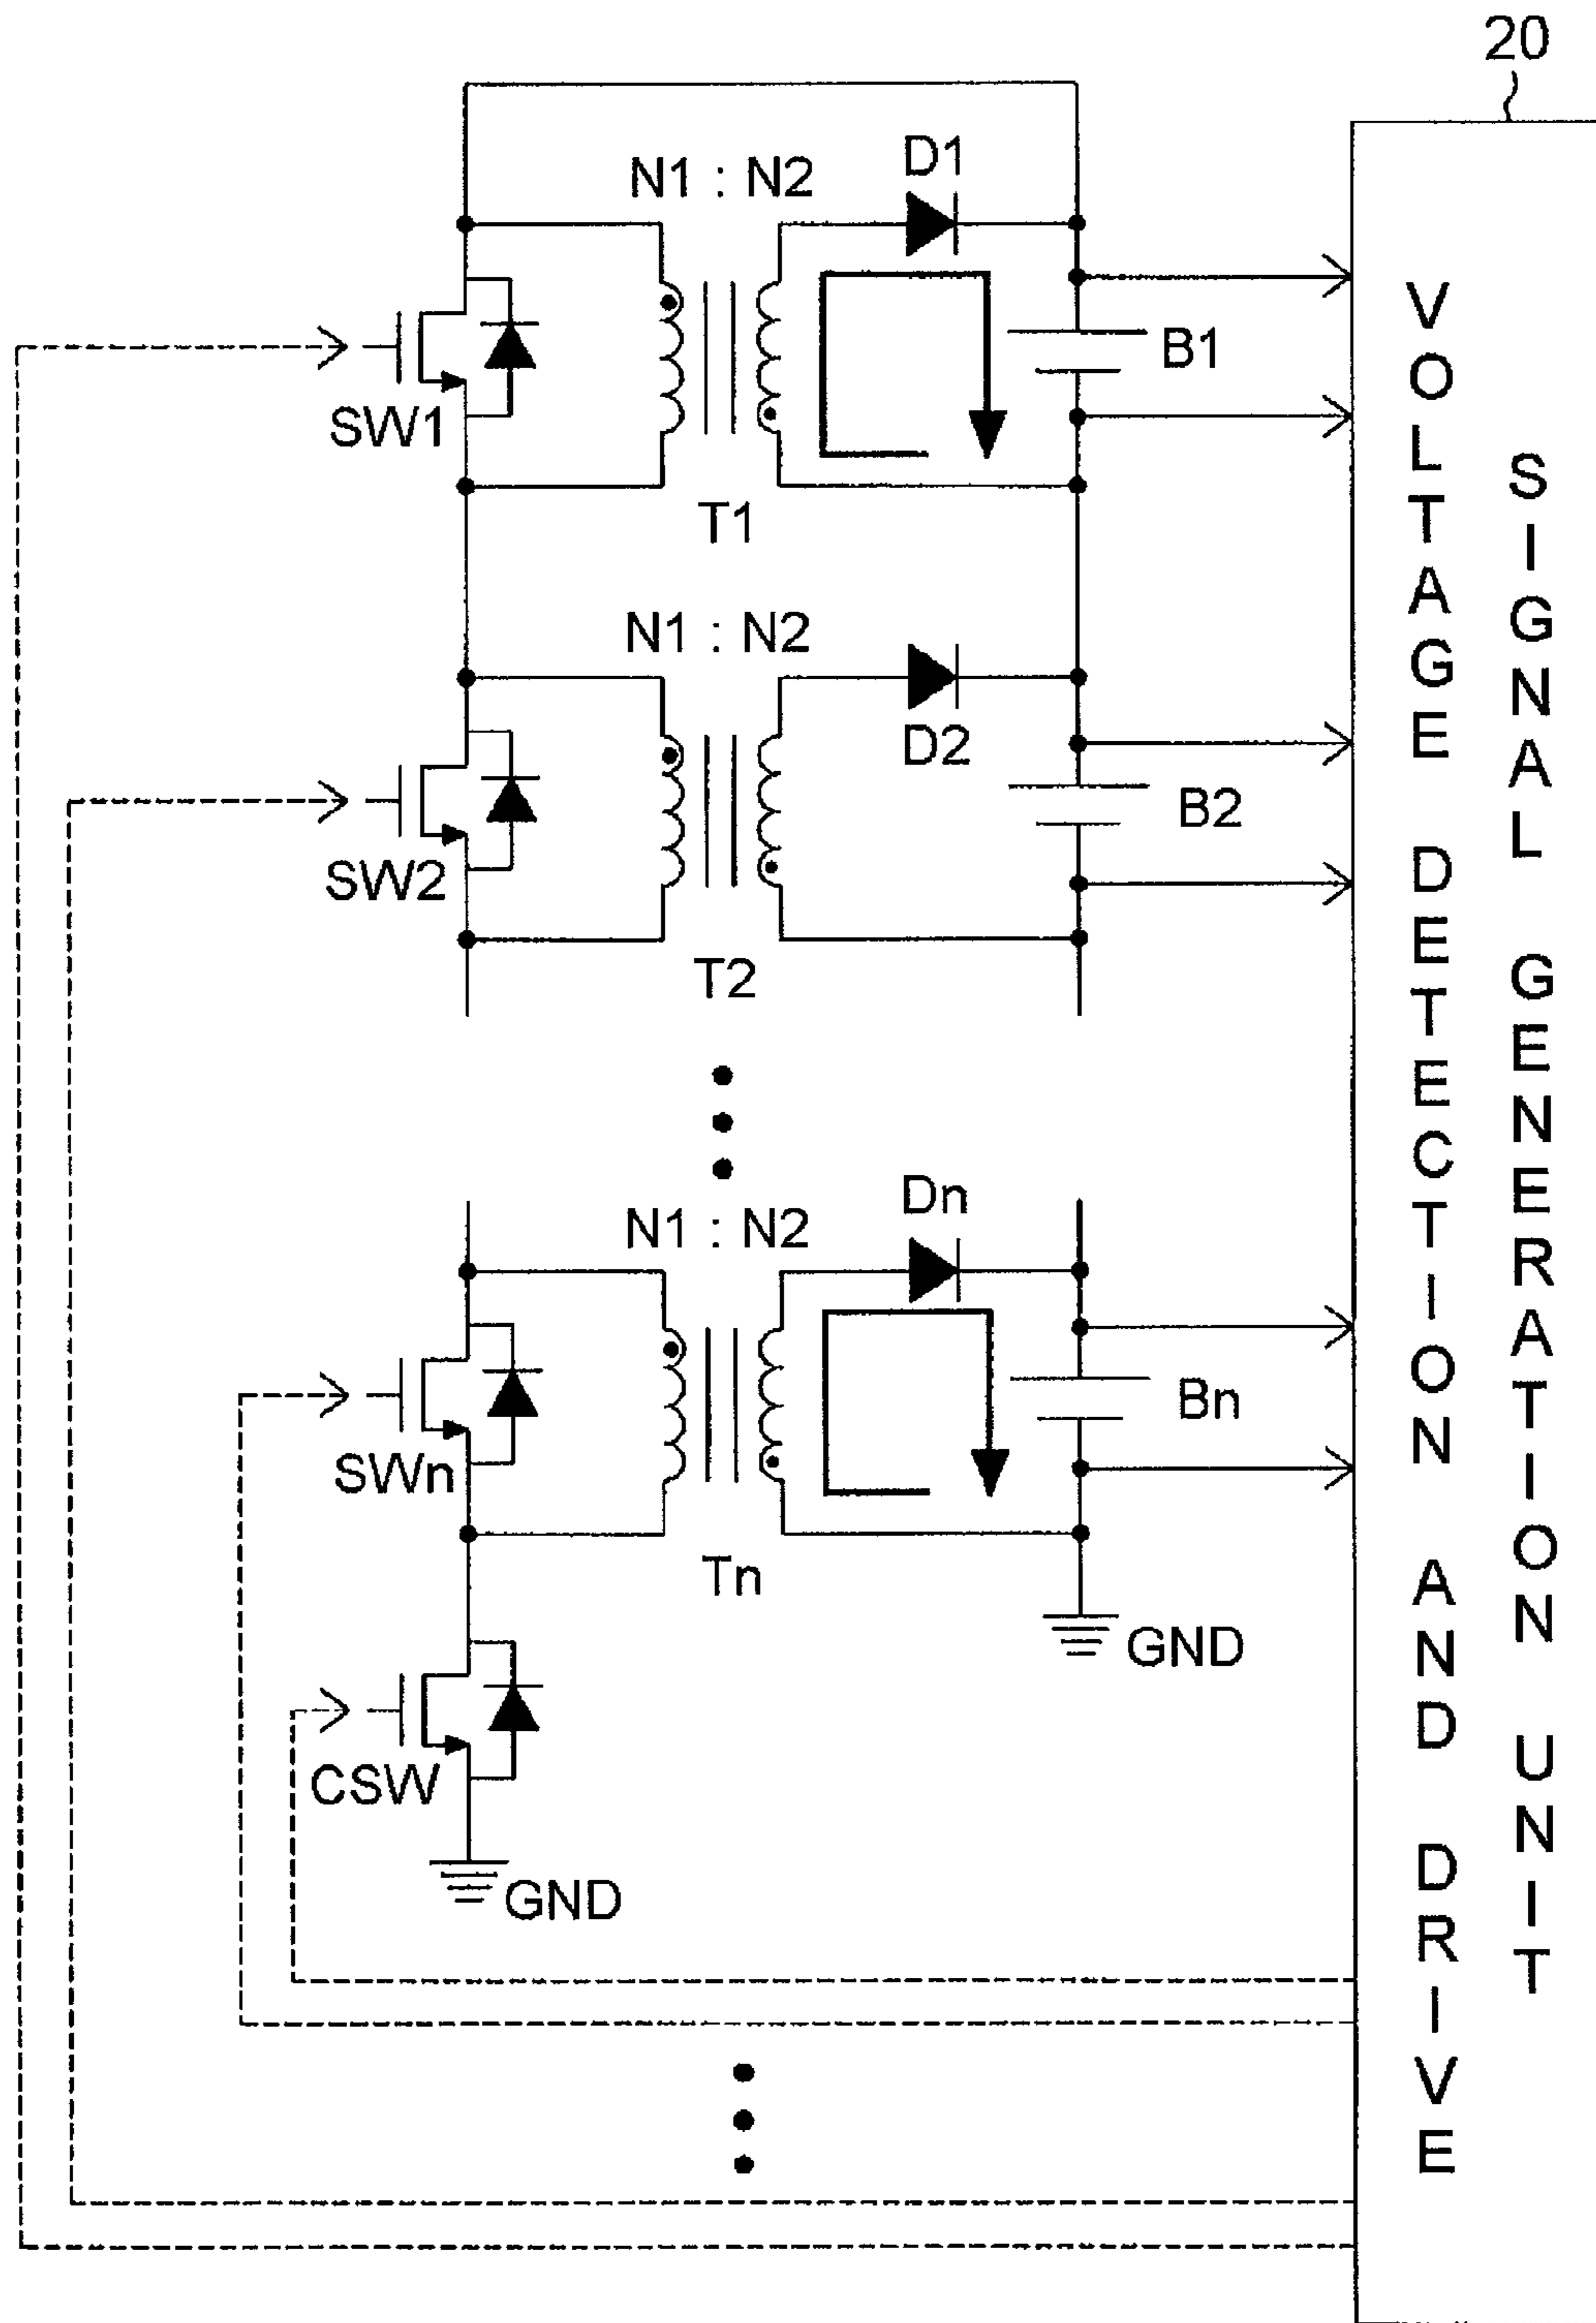 20
N1 : N2
D1
B1
SW1
T1
N1 : N2
D2
B2
SW2
T2
N1 : N2
Dn
Bn
SWn
Tn
GND
CSW
GND
VOLTAGE DETECTION AND DRIVE
SIGNAL GENERATION UNIT